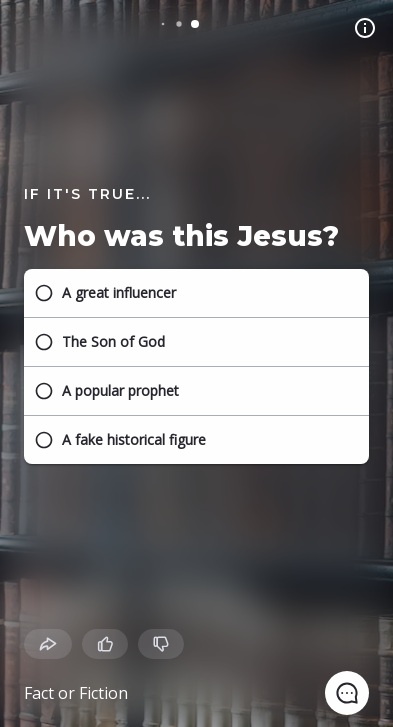 IF IT'S TRUE...
Who was this Jesus?
A great influencer
The Son of God
A popular prophet
A fake historical figure
Fact or Fiction